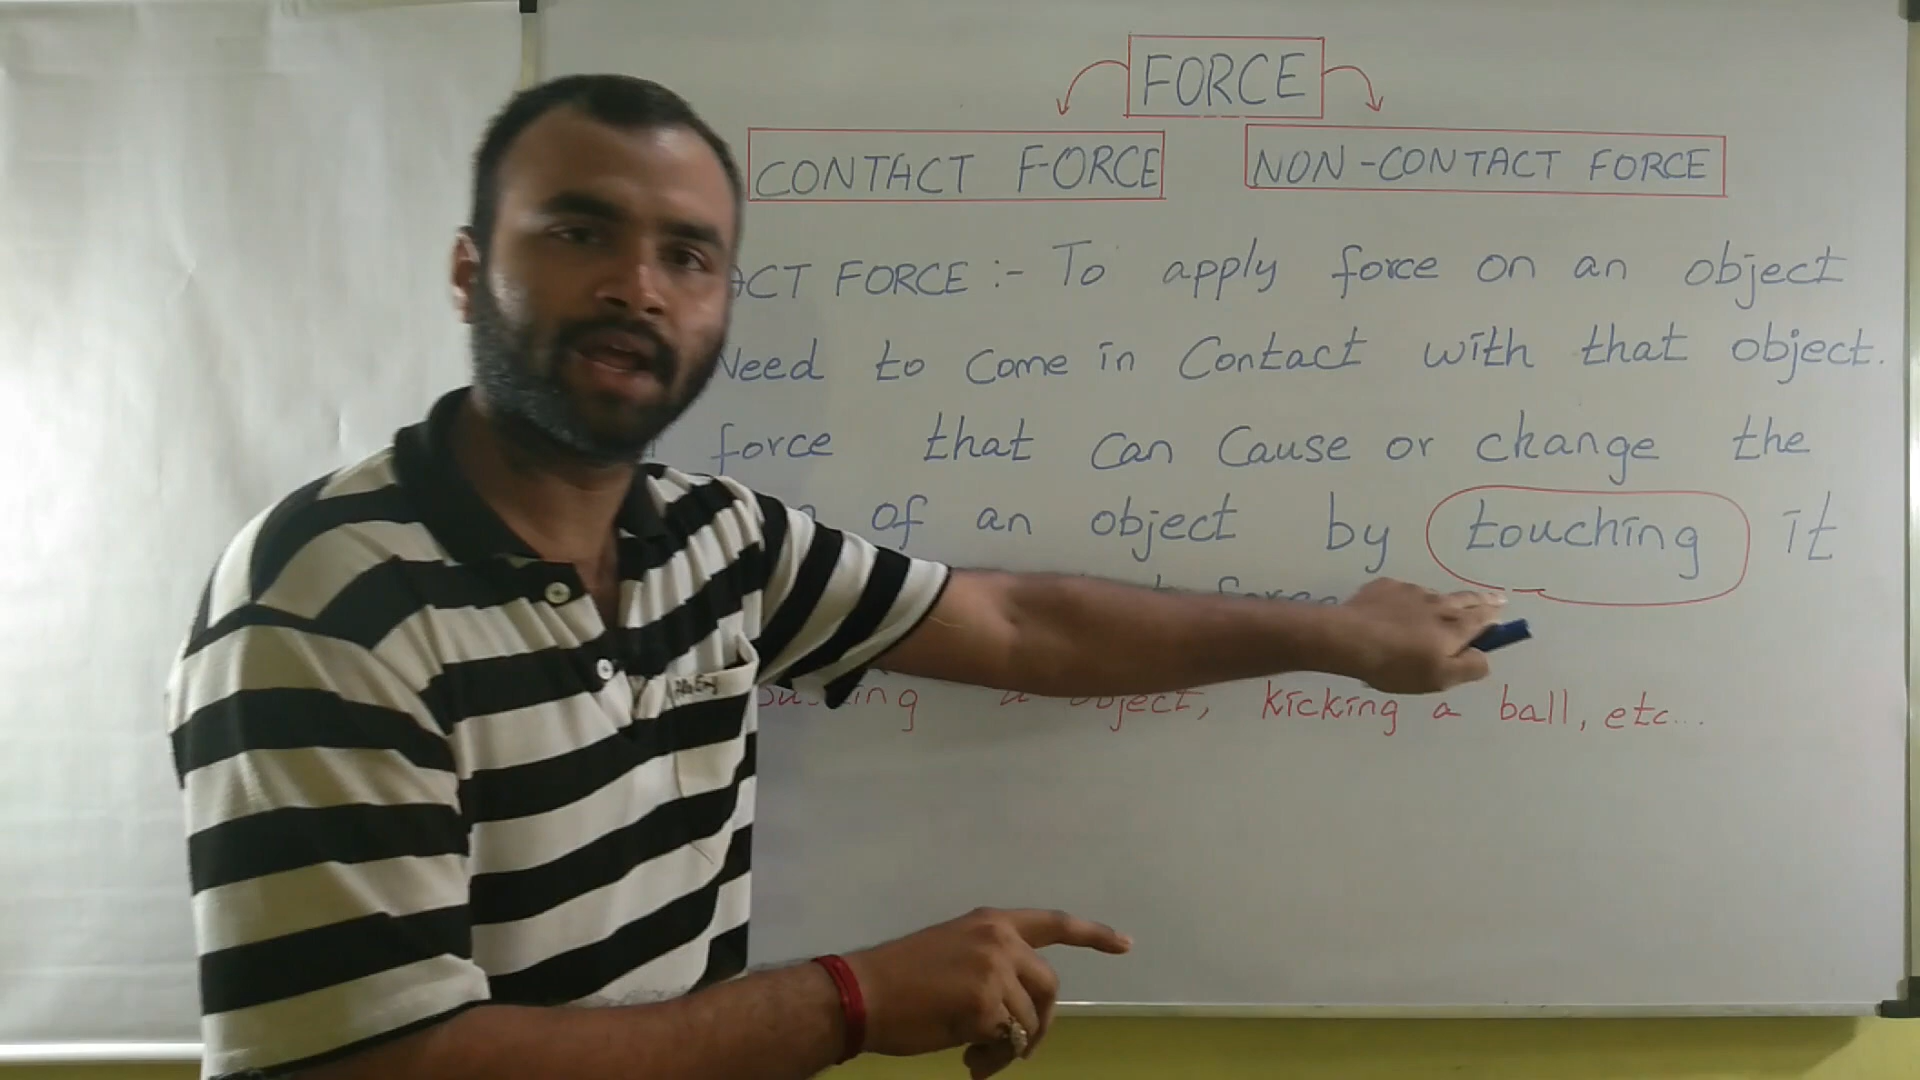 FORCE
CONTACT FORCE NON-CONTACT FORCE
ACT FORCE :- To apply force on an object
Need to come in Contact with that object.
force that can Cause or change the
of an object by touching it
force
object, kicking a ball, etc...